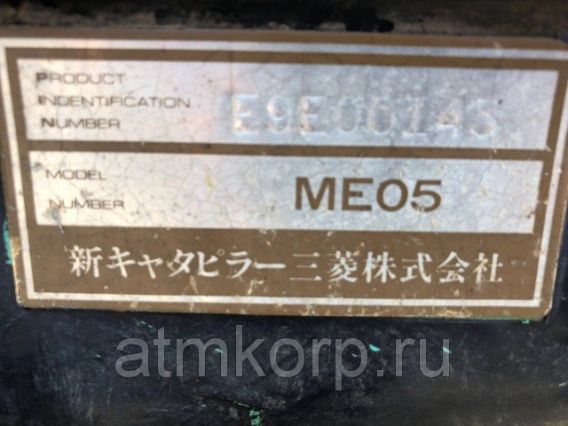 PRODUCT
INDENTIFICATION
NUMBER
E9E00145
MODEL
NUMBER
ME05
新キャタピラー三菱株式会社
atmkorp.ru